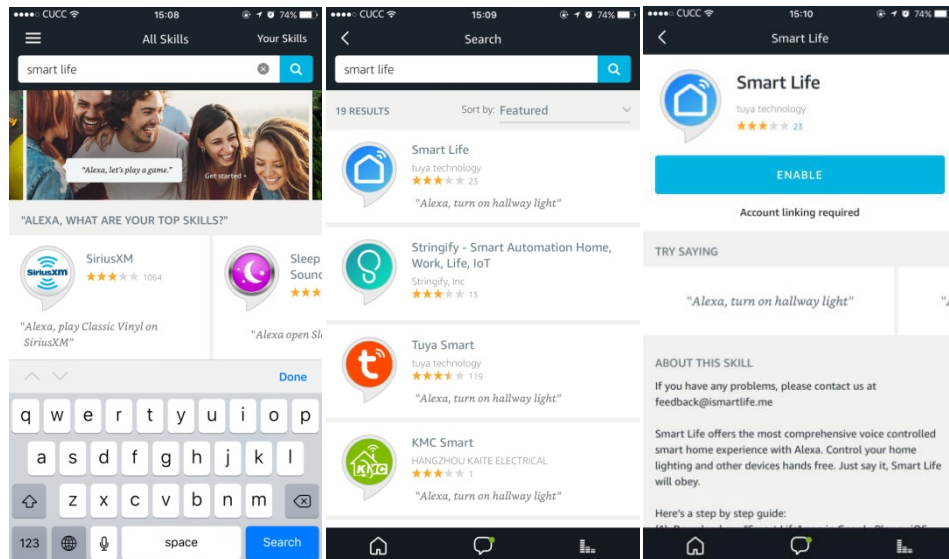 ●●●●○ CUCC 15:08 74%
All Skills Your Skills
smart life
"Alexa, let's play a game."
Get started
"ALEXA, WHAT ARE YOUR TOP SKILLS?"
SiriusXM
SiriusXM
1064
"Alexa, play Classic Vinyl on
SiriusXM"
Sleep
Sound
"Alexa open Sl
Done
q w e r t y u i o p
a s d f g h j k l
z x c v b n m
123 space Search
●●●●○ CUCC 15:09 74%
Search
smart life
19 RESULTS Sort by: Featured
Smart Life
tuya technology
23
"Alexa, turn on hallway light"
Stringify - Smart Automation Home,
Work, Life, IoT
Stringify, Inc
13
Tuya Smart
tuya technology
119
"Alexa, turn on hallway light"
KMC
KMC Smart
HANGZHOU KAITE ELECTRICAL
1
"Alexa, turn on hallway light"
●●●●○ CUCC 15:10 74%
Smart Life
Smart Life
tuya technology
23
ENABLE
Account linking required
TRY SAYING
"Alexa, turn on hallway light"
ABOUT THIS SKILL
If you have any problems, please contact us at
feedback@ismartlife.me
Smart Life offers the most comprehensive voice controlled
smart home experience with Alexa. Control your home
lighting and other devices hands free. Just say it, Smart Life
will obey.
Here's a step by step guide: